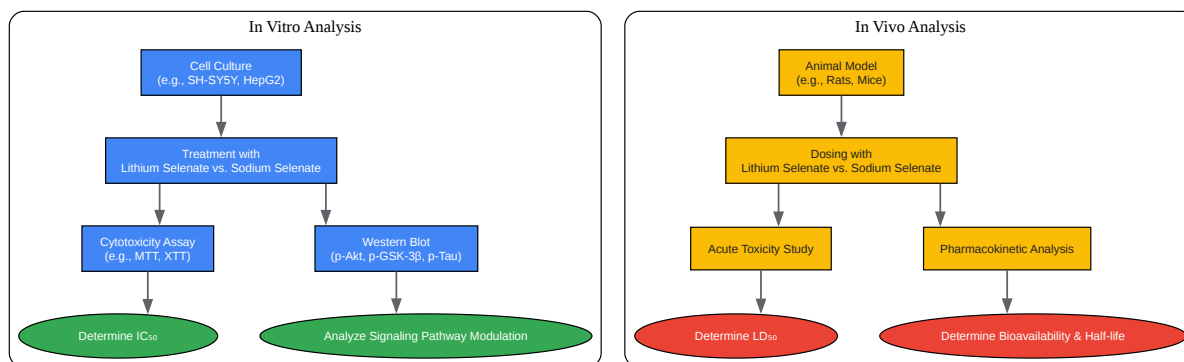 In Vitro Analysis
Cell Culture
(e.g., SH-SY5Y, HepG2)
Treatment with
Lithium Selenate vs. Sodium Selenate
Cytotoxicity Assay
(e.g., MTT, XTT)
Western Blot
(p-Akt, p-GSK-3β, p-Tau)
Determine IC₅₀
Analyze Signaling Pathway Modulation
In Vivo Analysis
Animal Model
(e.g., Rats, Mice)
Dosing with
Lithium Selenate vs. Sodium Selenate
Acute Toxicity Study
Pharmacokinetic Analysis
Determine LD₅₀
Determine Bioavailability & Half-life